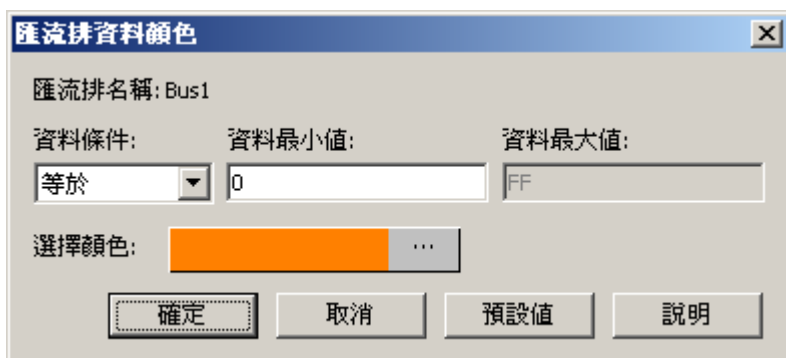 匯流排資料顏色
匯流排名稱: Bus1
資料條件: 資料最小值: 資料最大值:
等於 0 FF
選擇顏色: ...
確定 取消 預設值 說明